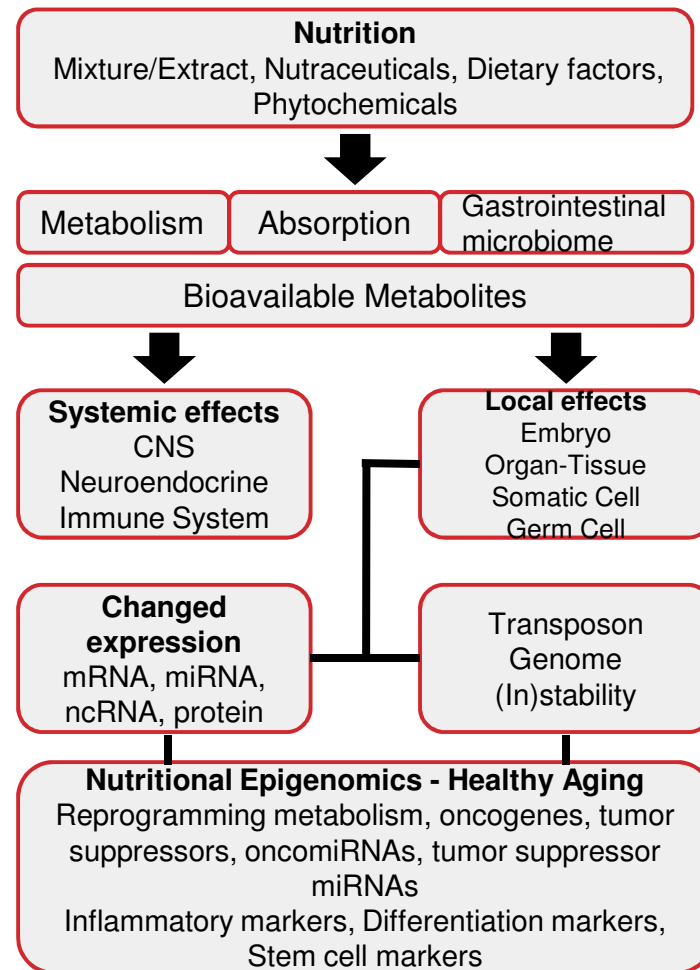 Nutrition
Mixture/Extract, Nutraceuticals, Dietary factors,
Phytochemicals
Metabolism
Absorption
Gastrointestinal
microbiome
Bioavailable Metabolites
Systemic effects
CNS
Neuroendocrine
Immune System
Local effects
Embryo
Organ-Tissue
Somatic Cell
Germ Cell
Changed
expression
mRNA, miRNA,
ncRNA, protein
Transposon
Genome
(In)stability
Nutritional Epigenomics - Healthy Aging
Reprogramming metabolism, oncogenes, tumor
suppressors, oncomiRNAs, tumor suppressor
miRNAs
Inflammatory markers, Differentiation markers,
Stem cell markers